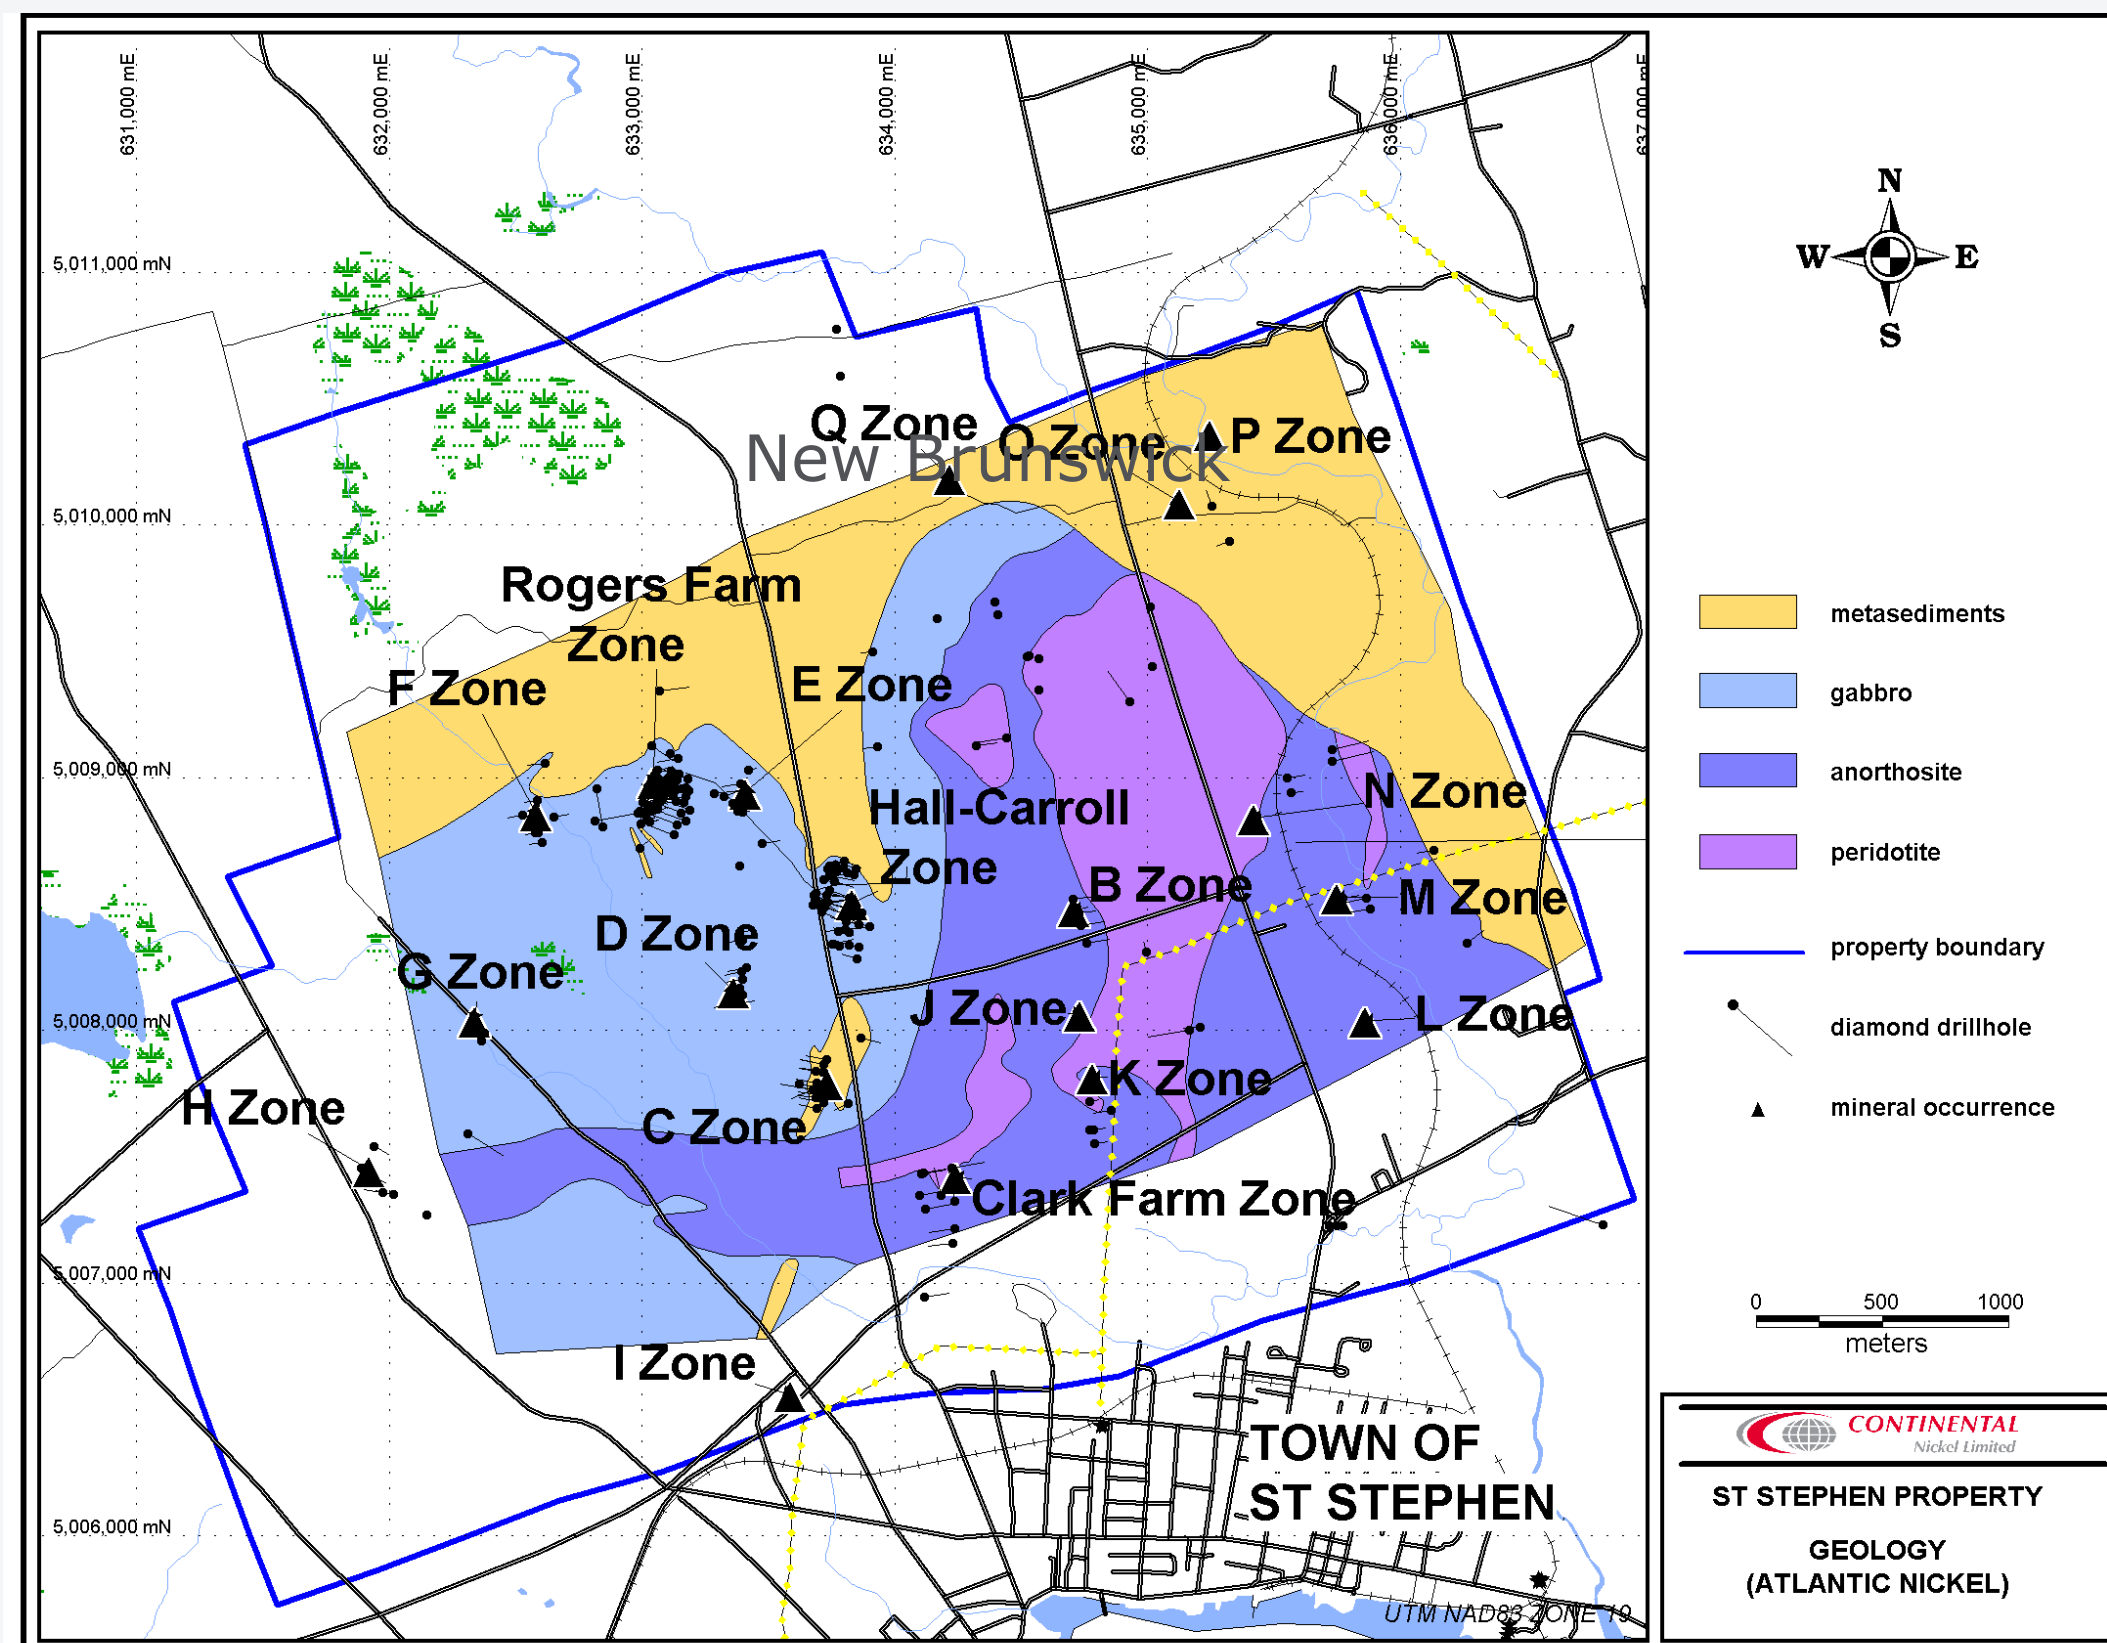 631,000 mE
632,000 mE
633,000 mE
634,000 mE
635,000 mE
636,000 mE
637,000 mE
5,011,000 mN
5,010,000 mN
5,009,000 mN
5,008,000 mN
5,007,000 mN
5,006,000 mN
Q Zone
O Zone
P Zone
New Brunswick
Rogers Farm
Zone
F Zone
E Zone
Hall-Carroll
Zone
N Zone
B Zone
M Zone
D Zone
G Zone
J Zone
L Zone
K Zone
H Zone
C Zone
Clark Farm Zone
I Zone
TOWN OF
ST STEPHEN
UTM NAD83 ZONE 19
N
W E
S
metasediments
gabbro
anorthosite
peridotite
property boundary
diamond drillhole
mineral occurrence
0 500 1000
meters
CONTINENTAL
Nickel Limited
ST STEPHEN PROPERTY
GEOLOGY
(ATLANTIC NICKEL)